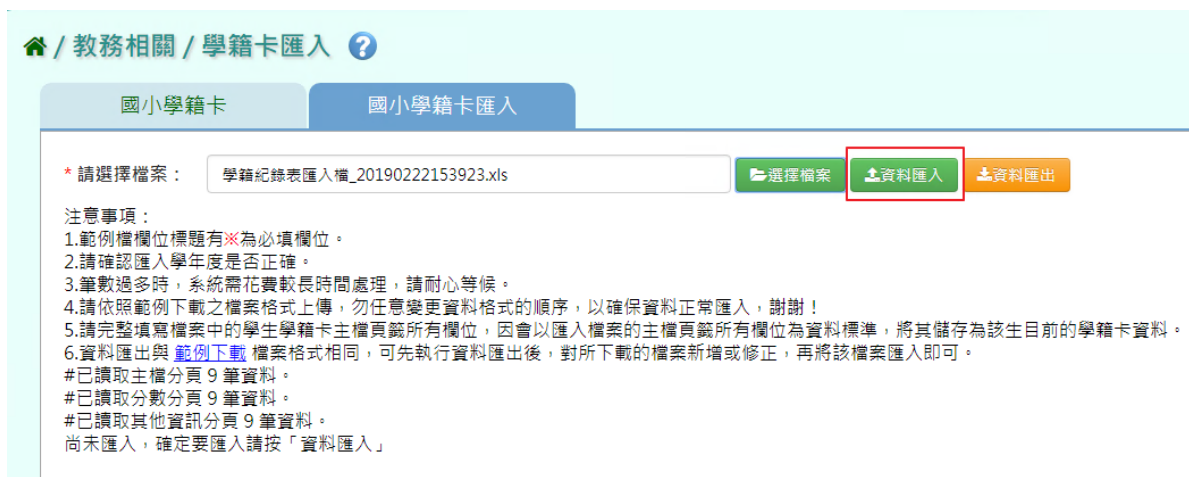 / 教務相關 / 學籍卡匯入 ?
國小學籍卡 國小學籍卡匯入
*請選擇檔案： 學籍紀錄表匯入檔_20190222153923.xls 選擇檔案 資料匯入 資料匯出
注意事項：
1.範例檔欄位標題有※為必填欄位。
2.請確認匯入學年度是否正確。
3.筆數過多時，系統需花費較長時間處理，請耐心等候。
4.請依照範例下載之檔案格式上傳，勿任意變更資料格式的順序，以確保資料正常匯入，謝謝！
5.請完整填寫檔案中的學生學籍卡主檔頁籤所有欄位，因會以匯入檔案的主檔頁籤所有欄位為資料標準，將其儲存為該生目前的學籍卡資料。
6.資料匯出與 範例下載 檔案格式相同，可先執行資料匯出後，對所下載的檔案新增或修正，再將該檔案匯入即可。
#已讀取主檔分頁 9 筆資料。
#已讀取分數分頁 9 筆資料。
#已讀取其他資訊分頁 9 筆資料。
尚未匯入，確定要匯入請按「資料匯入」